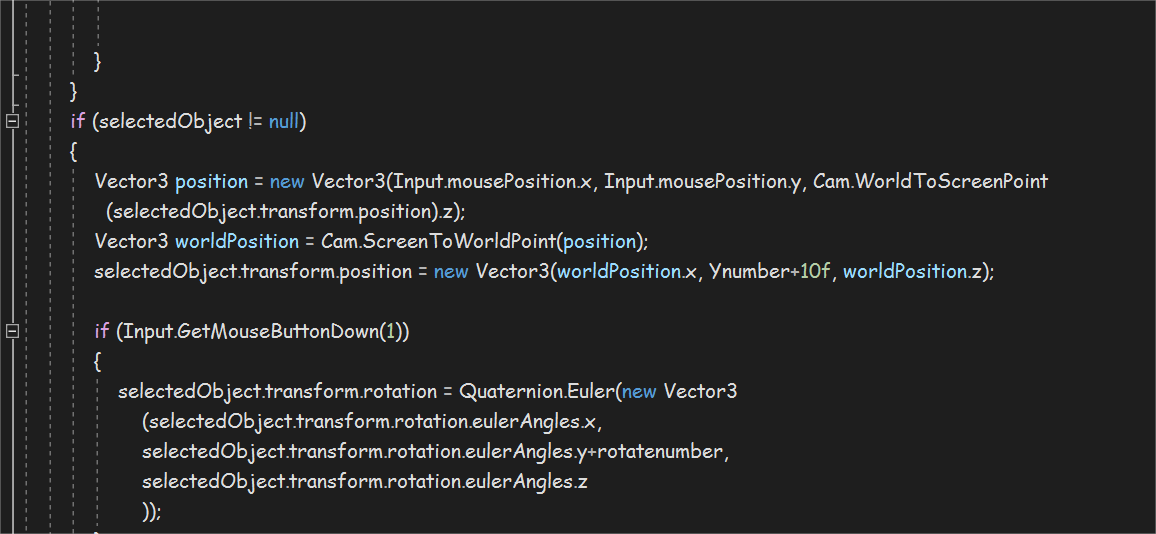 }
}
if (selectedObject != null)
{
Vector3 position = new Vector3(Input.mousePosition.x, Input.mousePosition.y, Cam.WorldToScreenPoint
(selectedObject.transform.position).z);
Vector3 worldPosition = Cam.ScreenToWorldPoint(position);
selectedObject.transform.position = new Vector3(worldPosition.x, Ynumber+10f, worldPosition.z);
if (Input.GetMouseButtonDown(1))
{
selectedObject.transform.rotation = Quaternion.Euler(new Vector3
(selectedObject.transform.rotation.eulerAngles.x,
selectedObject.transform.rotation.eulerAngles.y+rotatenumber,
selectedObject.transform.rotation.eulerAngles.z
));